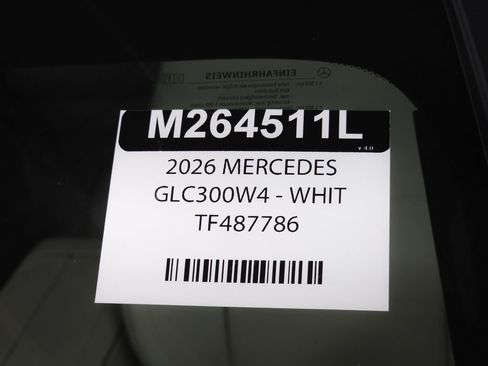 M264511L
v 4.0
2026 MERCEDES
GLC300W4 - WHIT
TF487786
EINFAHRHINWEIS